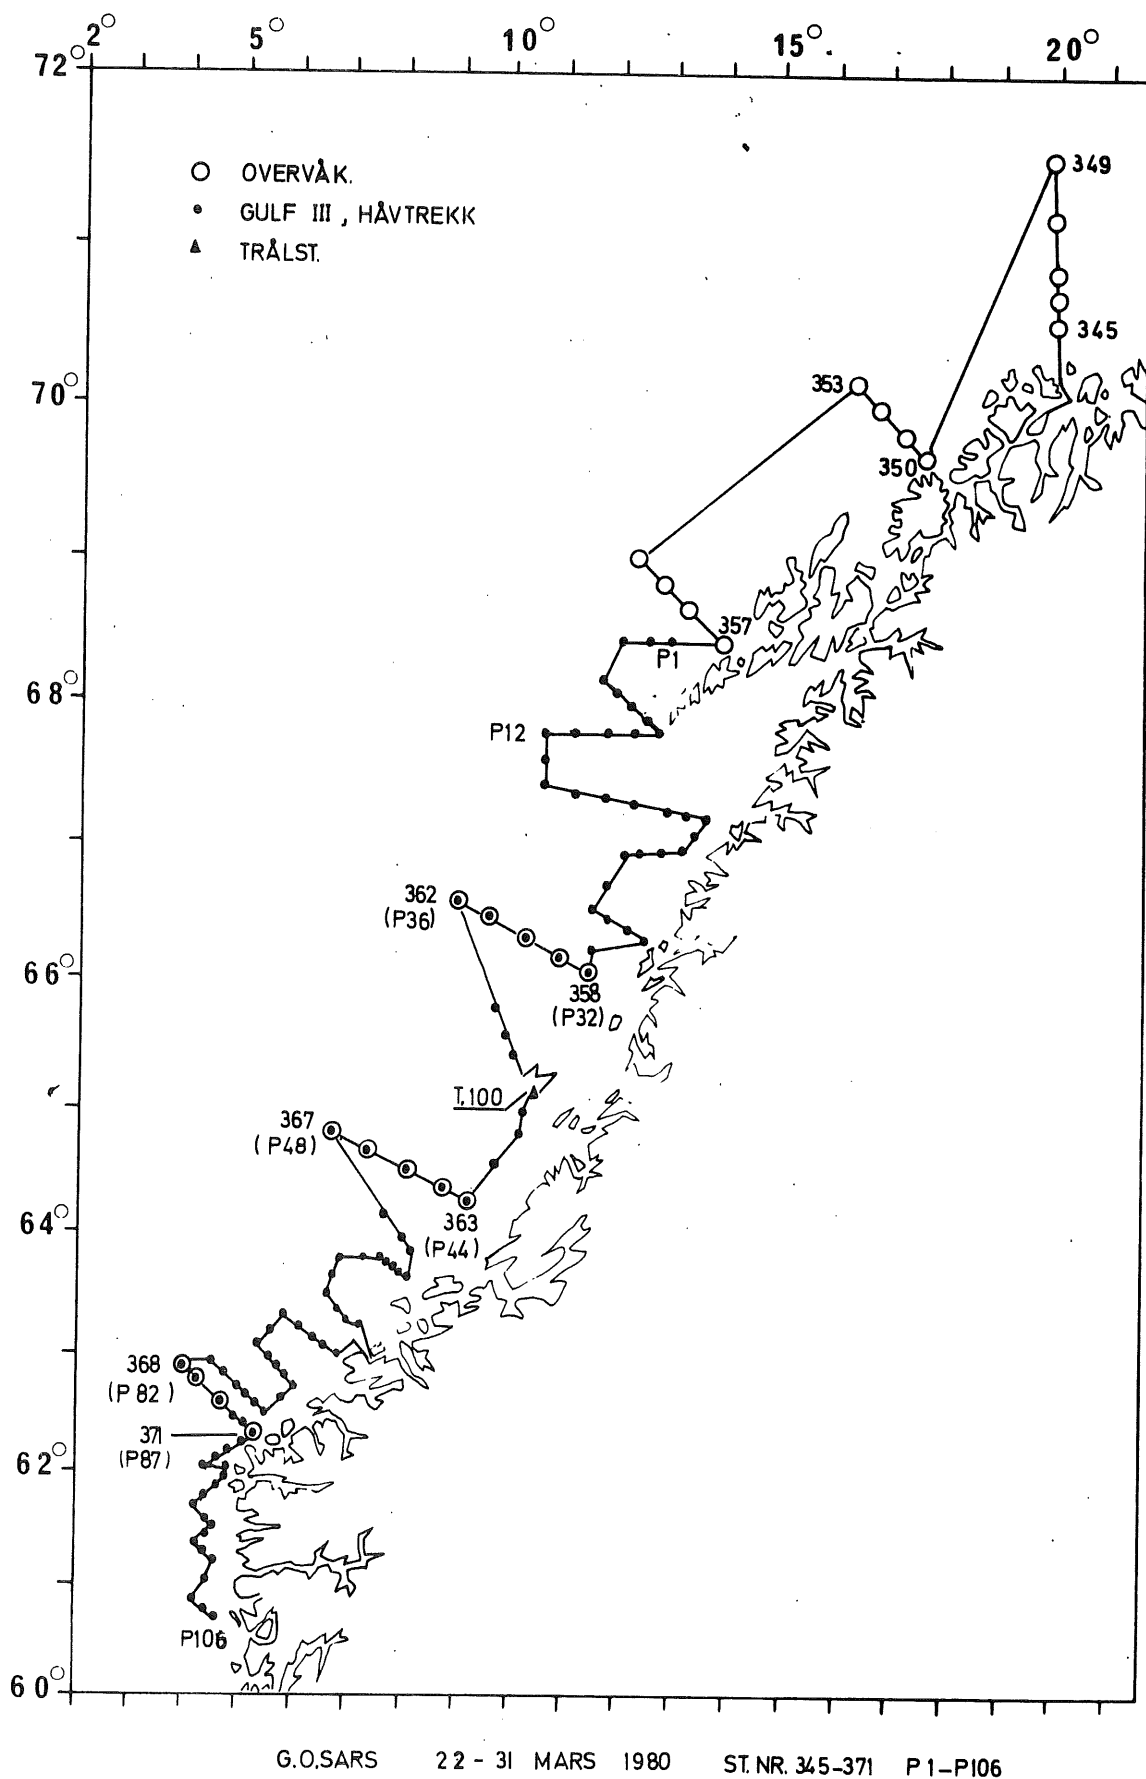 2° 5° 10° 15° 20°
72°
○ OVERVÅK.
• GULF III, HÅVTREKK
▲ TRÅLST.
349
345
70°
353
350
357
P1
68°
P12
362
(P36)
66°
358
(P32)
T.100
367
(P48)
64°
363
(P44)
368
(P 82)
371
(P87)
62°
P106
60°
G.O.SARS 22-31 MARS 1980 ST. NR. 345-371 P1-P106